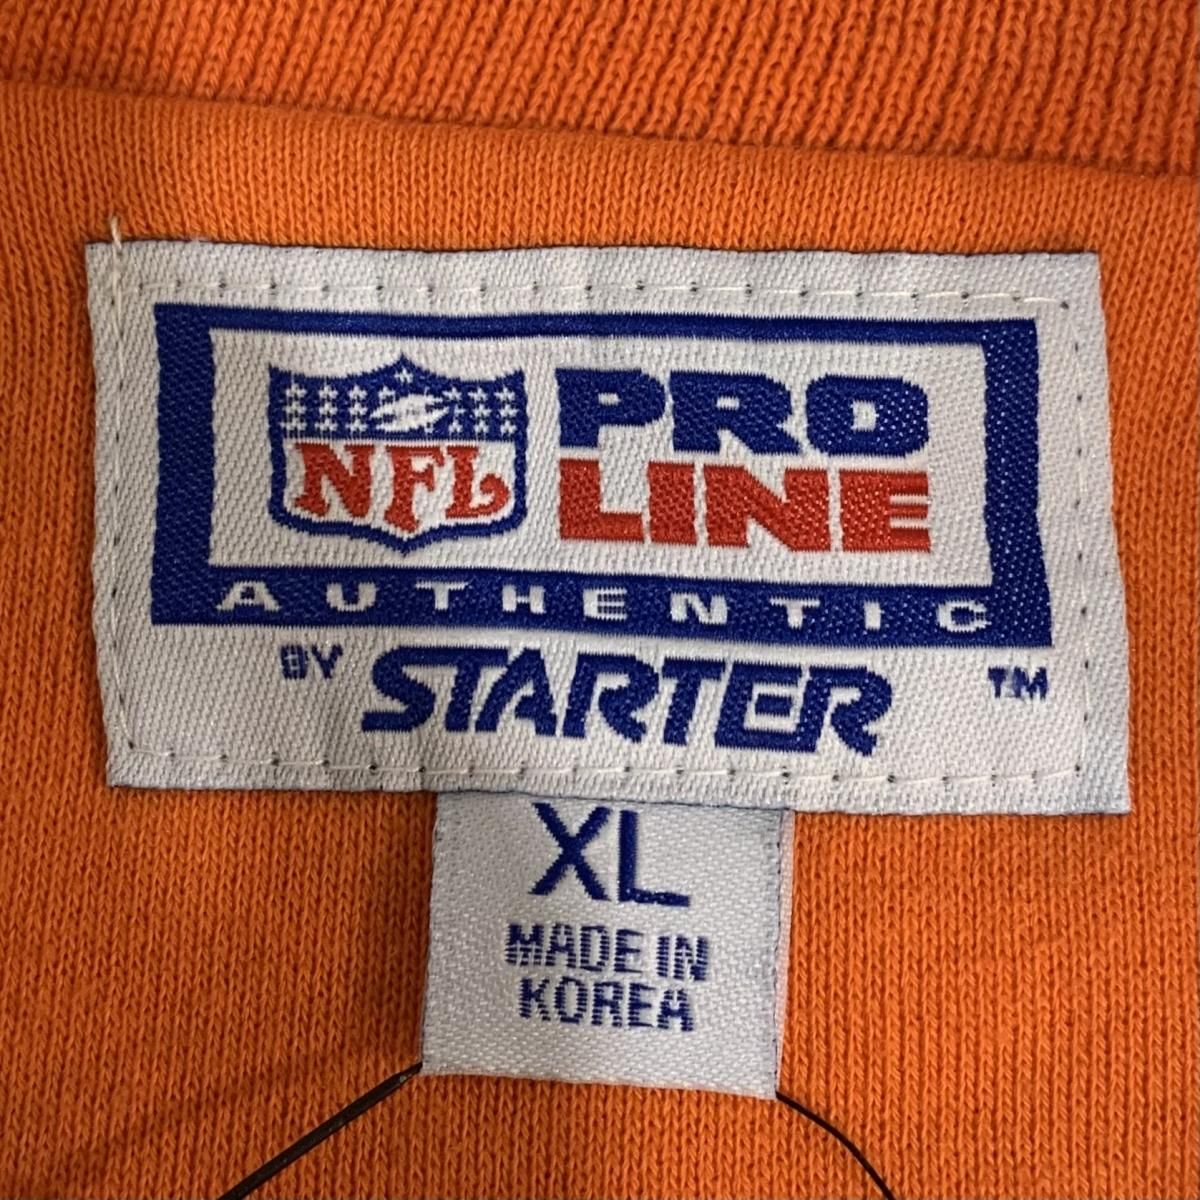 NFL
PRO
LINE
AUTHENTIC
BY STARTER TM
XL
MADE IN
KOREA